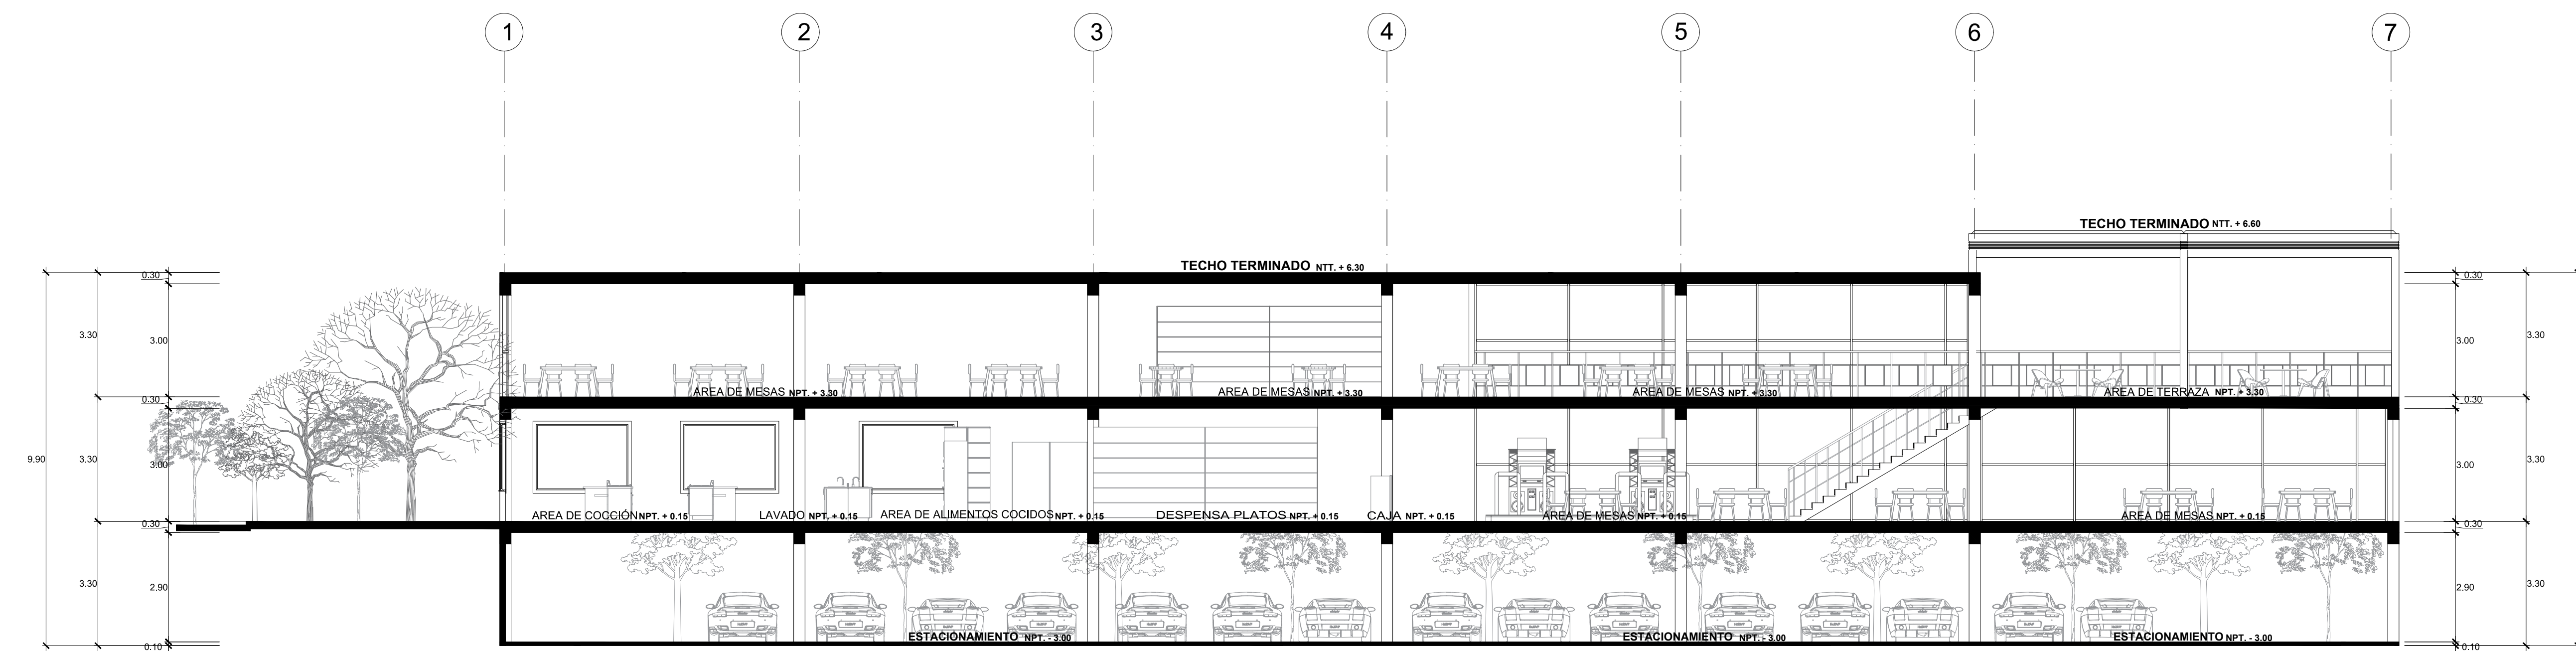 1 2 3 4 5 6 7
TECHO TERMINADO NTT. + 6.60
TECHO TERMINADO NTT. + 6.30
0.30 0.30
3.30 3.00 3.00 3.30
AREA DE MESAS NPT. + 3.30 AREA DE MESAS NPT. + 3.30 AREA DE MESAS NPT. + 3.30 AREA DE TERRAZA NPT. + 3.30
0.30 0.30
9.90 3.30 3.00 3.00 3.30
AREA DE COCCIÓN NPT. + 0.15 LAVADO NPT. + 0.15 AREA DE ALIMENTOS COCIDOS NPT. + 0.15 DESPENSA PLATOS NPT. + 0.15 CAJA NPT. + 0.15 AREA DE MESAS NPT. + 0.15 AREA DE MESAS NPT. + 0.15
0.30 0.30
3.30 2.90 2.90 3.30
ESTACIONAMIENTO NPT. - 3.00 ESTACIONAMIENTO NPT. - 3.00 ESTACIONAMIENTO NPT. - 3.00
0.10 0.10